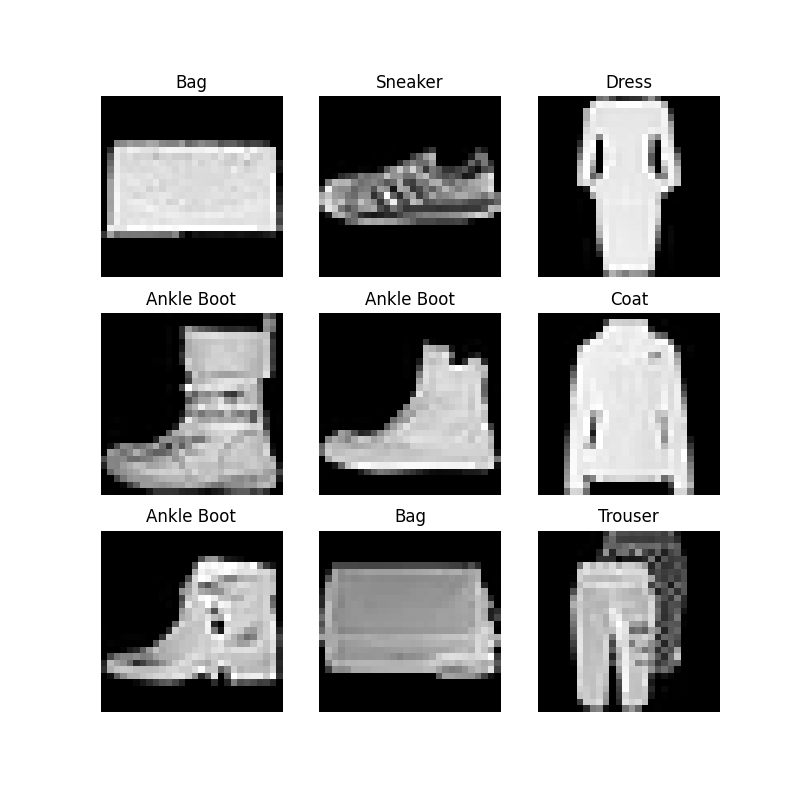 Bag
Sneaker
Dress
Ankle Boot
Ankle Boot
Coat
Ankle Boot
Bag
Trouser